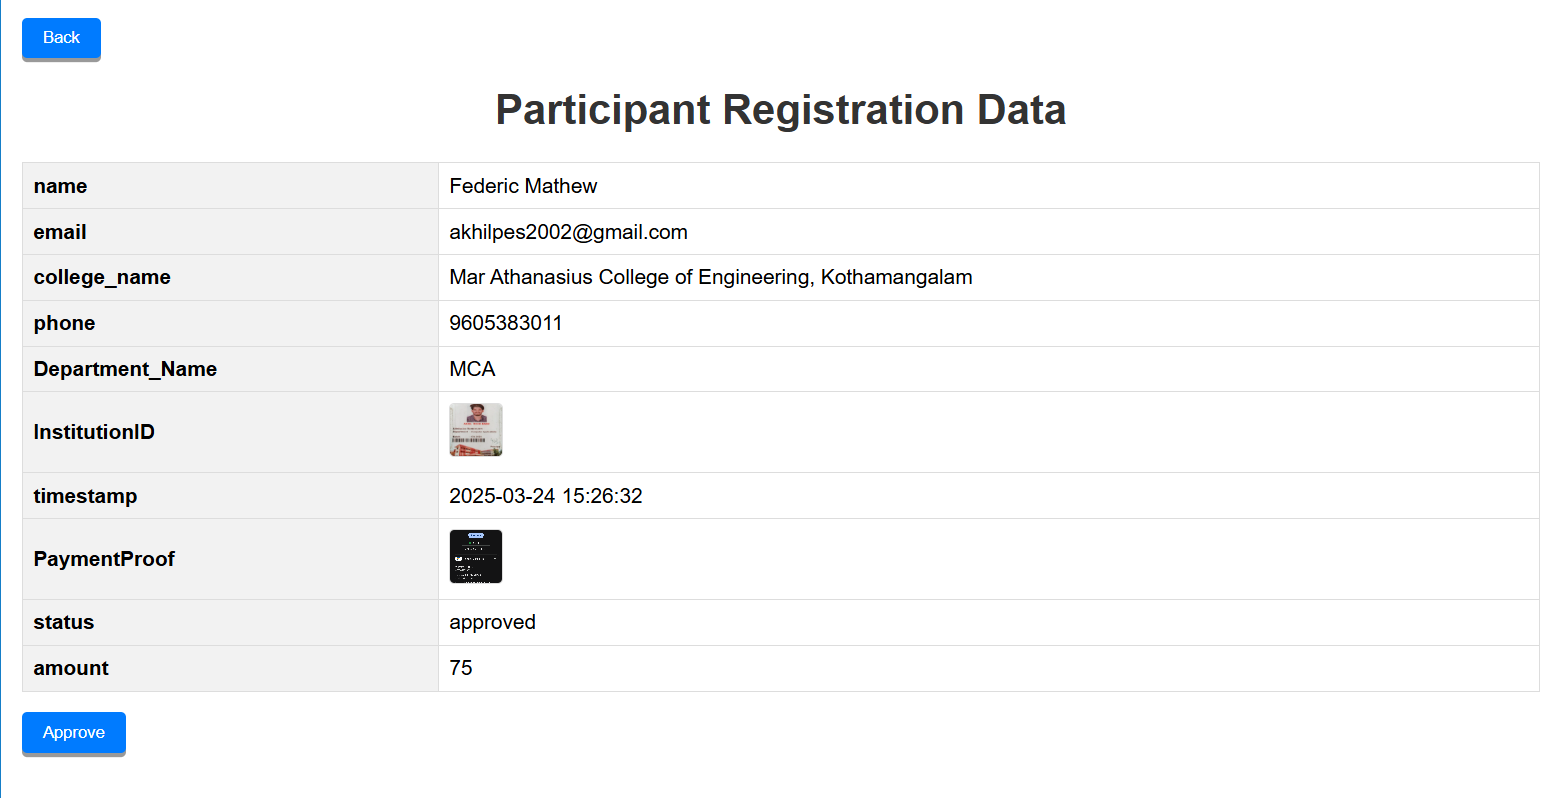 Back
Participant Registration Data
name Federic Mathew
email akhilpes2002@gmail.com
college_name Mar Athanasius College of Engineering, Kothamangalam
phone 9605383011
Department_Name MCA
InstitutionID
timestamp 2025-03-24 15:26:32
PaymentProof
status approved
amount 75
Approve